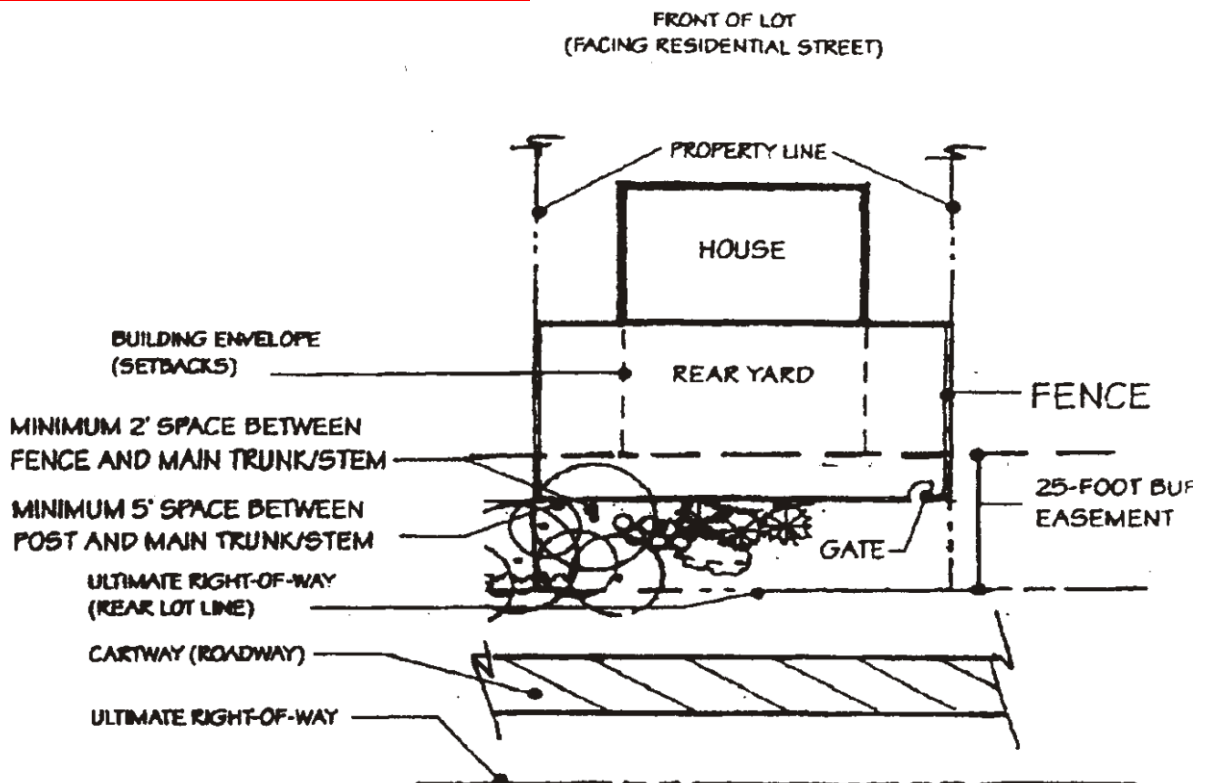 FRONT OF LOT
(FACING RESIDENTIAL STREET)
PROPERTY LINE
HOUSE
BUILDING ENVELOPE
(SETBACKS)
REAR YARD
FENCE
MINIMUM 2' SPACE BETWEEN
FENCE AND MAIN TRUNK/STEM
MINIMUM 5' SPACE BETWEEN
POST AND MAIN TRUNK/STEM
25-FOOT BUF
EASEMENT
GATE
ULTIMATE RIGHT-OF-WAY
(REAR LOT LINE)
CARTWAY (ROADWAY)
ULTIMATE RIGHT-OF-WAY